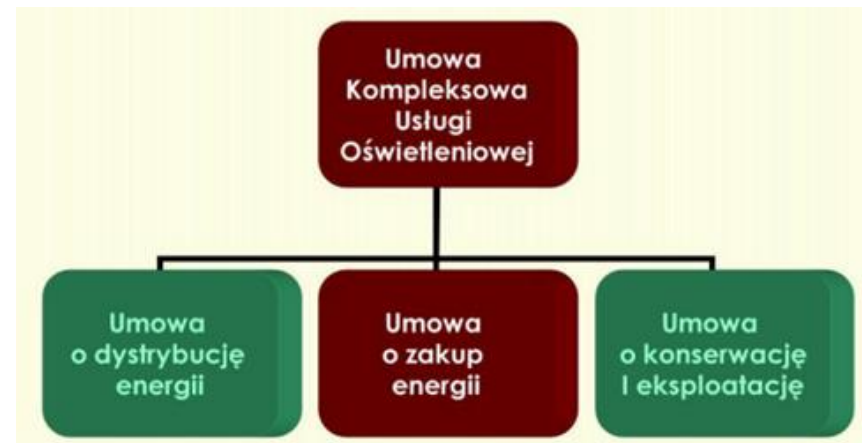 Umowa
Kompleksowa
Usługi
Oświetleniowej
Umowa
o dystrybucję
energii
Umowa
o zakup
energii
Umowa
o konserwację
I eksploatację